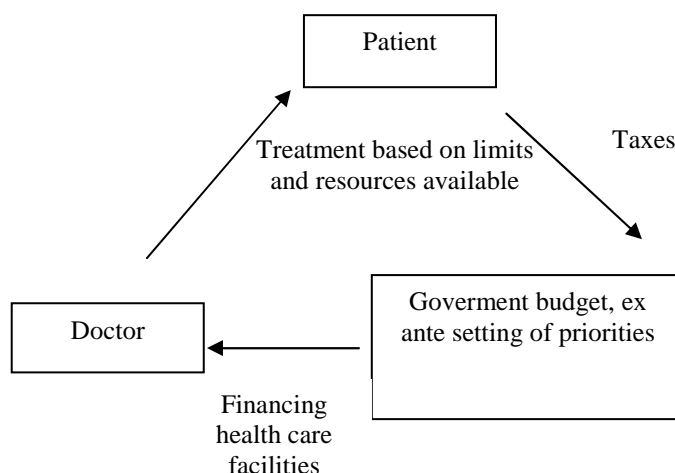 Patient
Treatment based on limits
and resources available
Taxes
Doctor
Goverment budget, ex
ante setting of priorities
Financing
health care
facilities